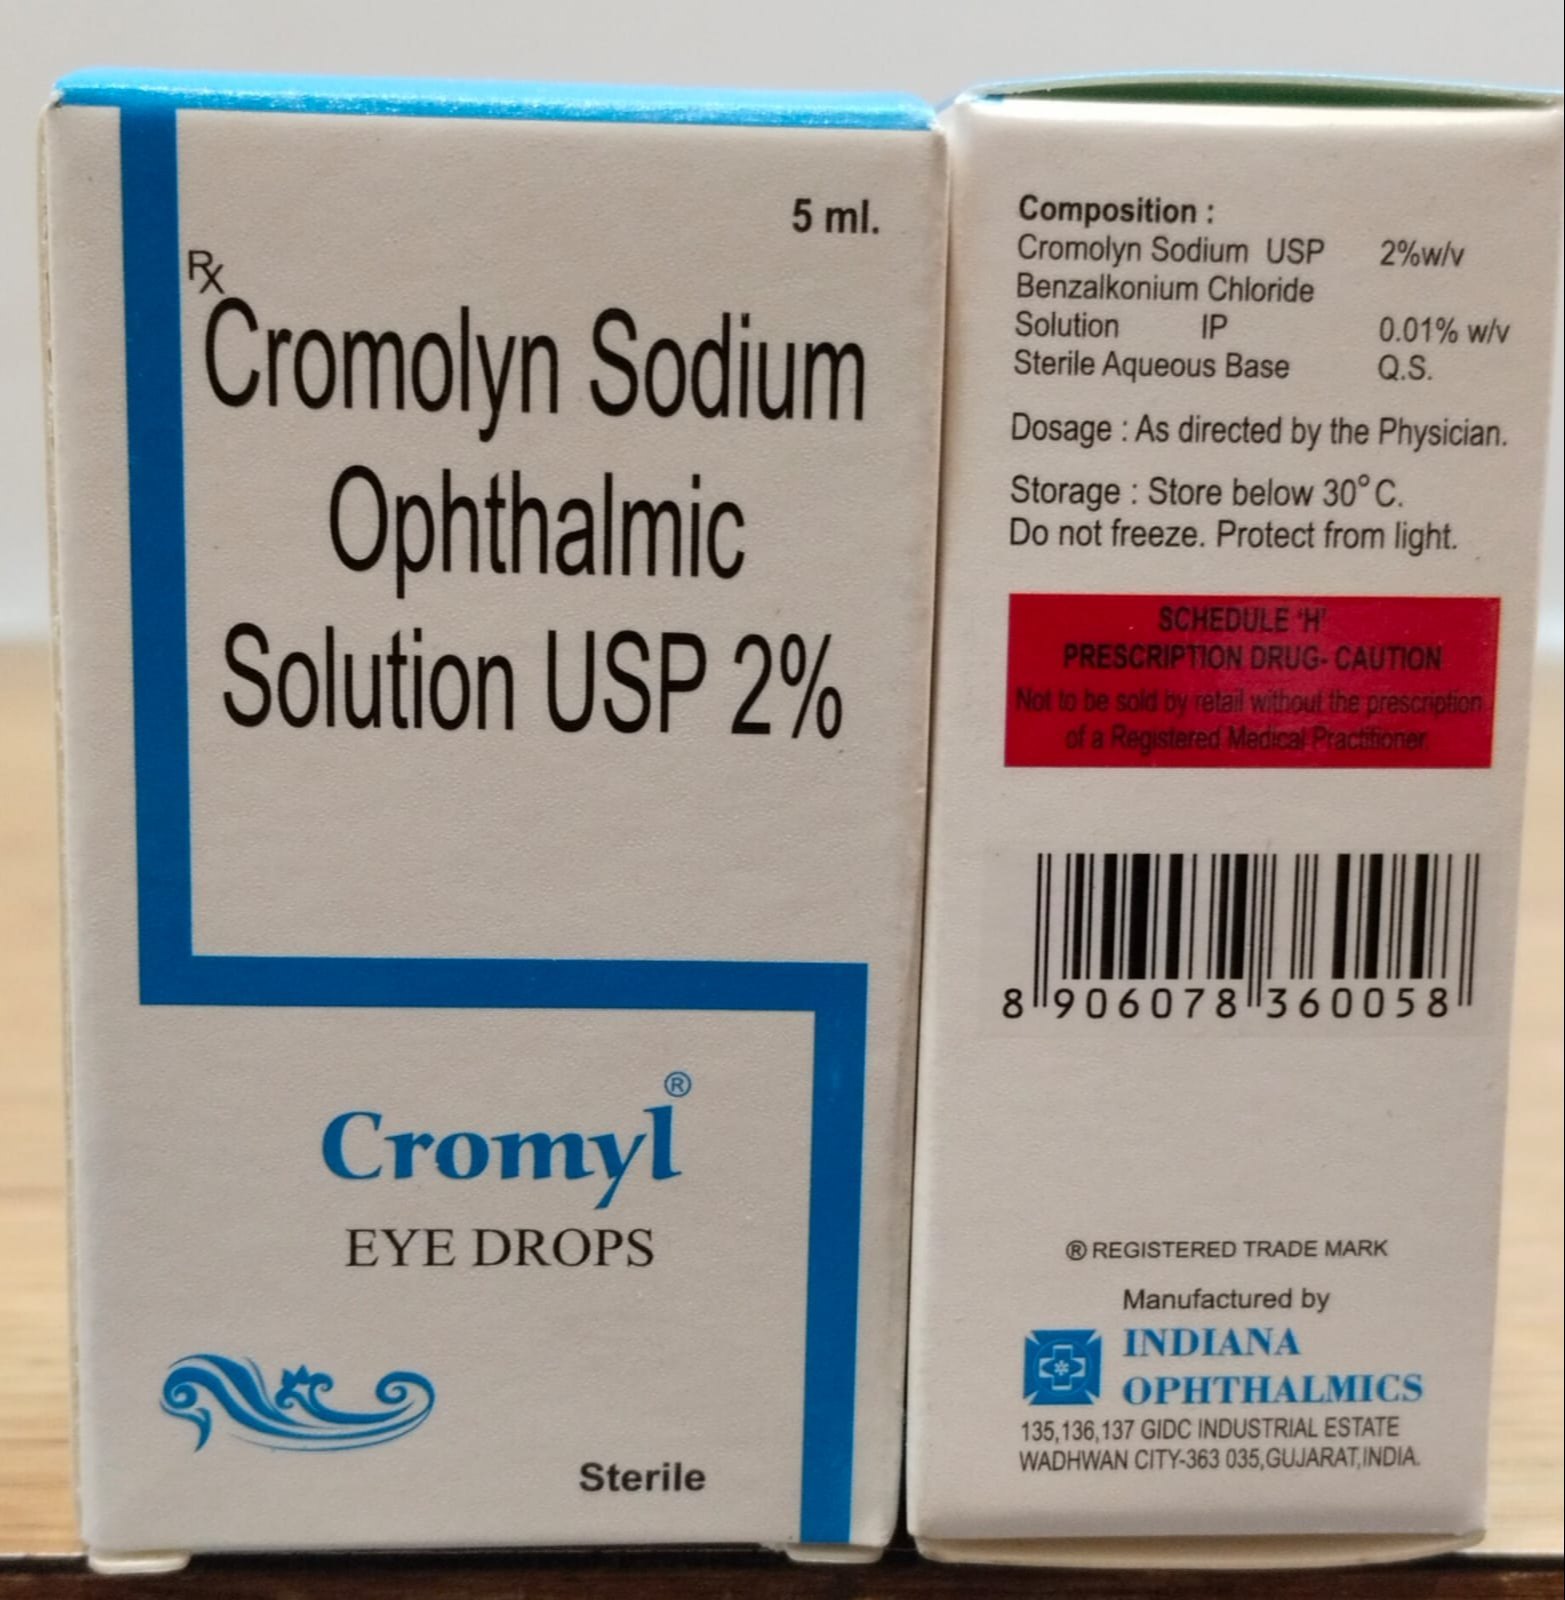 5 ml.
Rx
Cromolyn Sodium
Ophthalmic
Solution USP 2%
Cromyl®
EYE DROPS
Sterile
Composition :
Cromolyn Sodium USP 2%w/v
Benzalkonium Chloride
Solution IP 0.01% w/v
Sterile Aqueous Base Q.S.
Dosage : As directed by the Physician.
Storage : Store below 30°C.
Do not freeze. Protect from light.
SCHEDULE 'H'
PRESCRIPTION DRUG- CAUTION
Not to be sold by retail without the prescription
of a Registered Medical Practitioner.
8 906078 360058
® REGISTERED TRADE MARK
Manufactured by
INDIANA
OPHTHALMICS
135,136,137 GIDC INDUSTRIAL ESTATE
WADHWAN CITY-363 035,GUJARAT,INDIA.